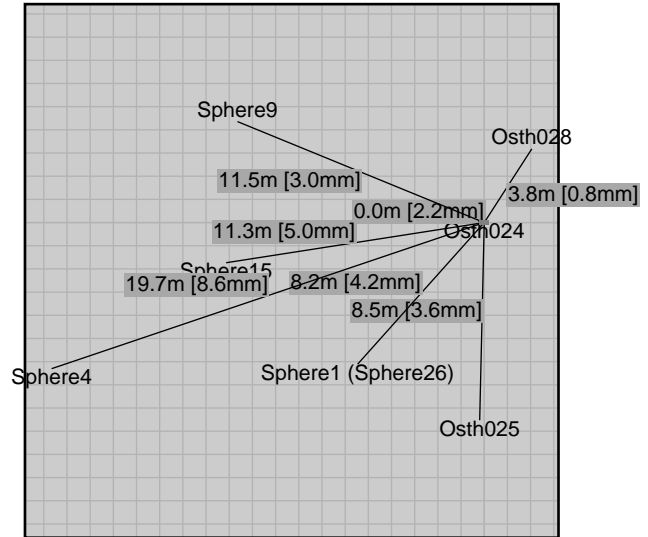 Sphere9
Osth028
11.5m [3.0mm]
3.8m [0.8mm]
0.0m [2.2mm]
11.3m [5.0mm]
Osth024
Sphere15
19.7m [8.6mm]
8.2m [4.2mm]
8.5m [3.6mm]
Sphere4
Sphere1 (Sphere26)
Osth025